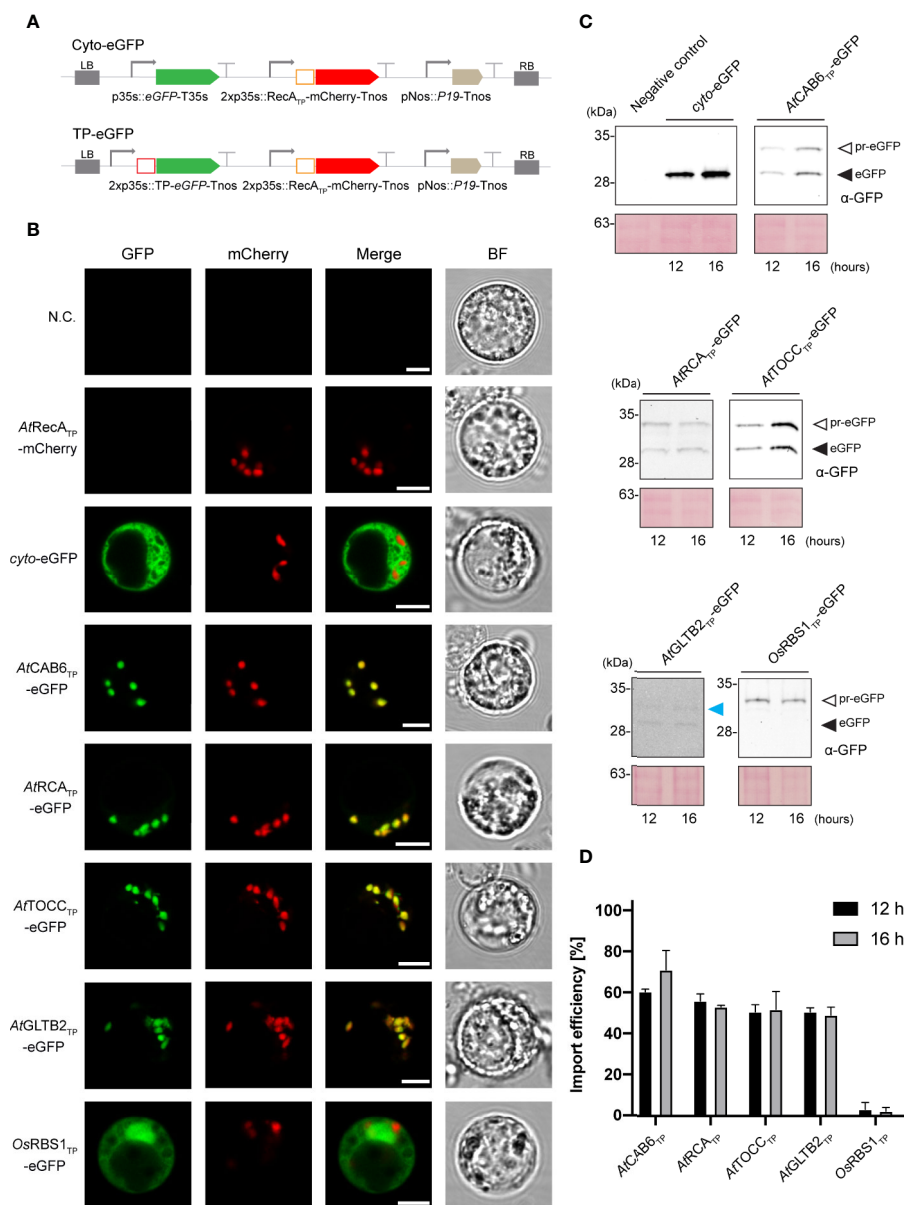 A
Cyto-eGFP
LB
RB
p35s::eGFP-T35s
2xp35s::RecATP-mCherry-Tnos
pNos::P19-Tnos
TP-eGFP
LB
RB
2xp35s::TP-eGFP-Tnos
2xp35s::RecATP-mCherry-Tnos
pNos::P19-Tnos
B
GFP
mCherry
Merge
BF
N.C.
AtRecATP
-mCherry
cyto-eGFP
AtCAB6TP
-eGFP
AtRCATP
-eGFP
AtTOCCTP
-eGFP
AtGLTB2TP
-eGFP
OsRBS1TP
-eGFP
C
Negative control
cyto-eGFP
AtCAB6TP-eGFP
(kDa)
35-
28-
pr-eGFP
eGFP
α-GFP
63-
12 16 12 16 (hours)
AtRCATP-eGFP
AtTOCCTP-eGFP
(kDa)
35-
28-
pr-eGFP
eGFP
α-GFP
63-
12 16 12 16 (hours)
AtGLTB2TP-eGFP
OsRBS1TP-eGFP
(kDa)
35-
28-
35-
28-
pr-eGFP
eGFP
α-GFP
63-
63-
12 16 12 16 (hours)
D
Import efficiency [%]
100
80
60
40
20
0
12 h
16 h
AtCAB6TP
AtRCATP
AtTOCCTP
AtGLTB2TP
OsRBS1TP